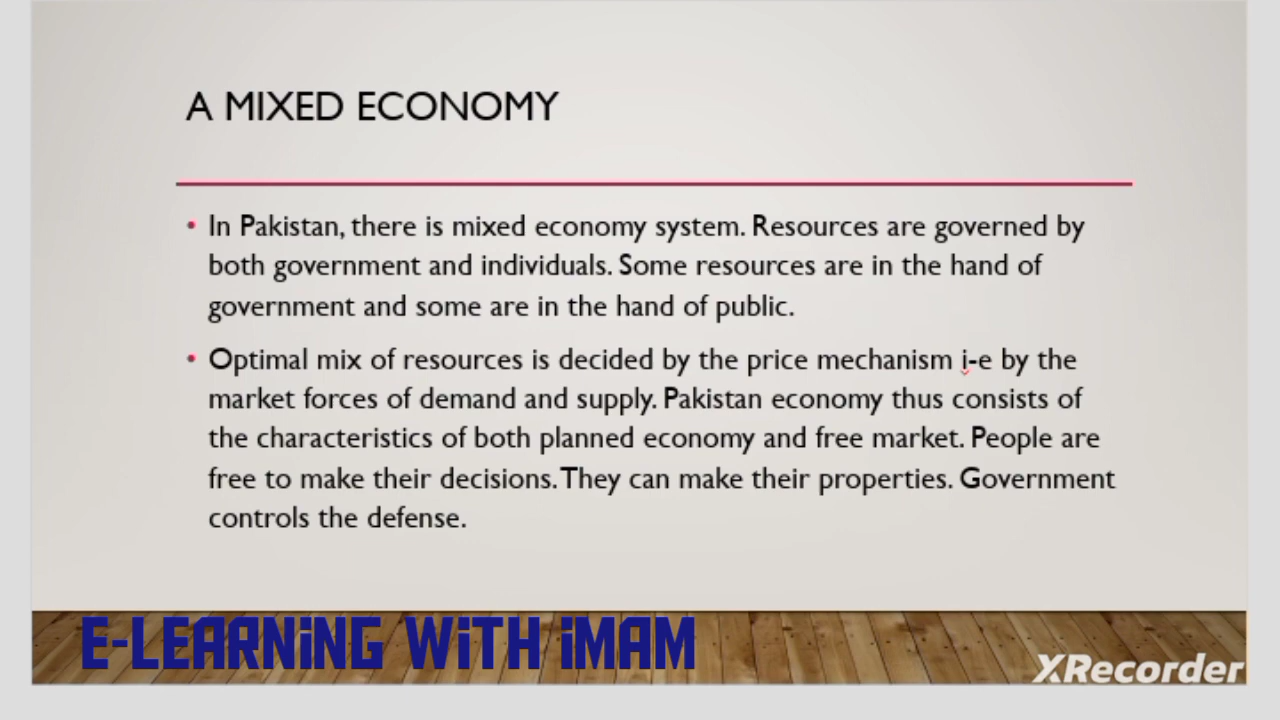 A MIXED ECONOMY
• In Pakistan, there is mixed economy system. Resources are governed by
both government and individuals. Some resources are in the hand of
government and some are in the hand of public.
• Optimal mix of resources is decided by the price mechanism i-e by the
market forces of demand and supply. Pakistan economy thus consists of
the characteristics of both planned economy and free market. People are
free to make their decisions. They can make their properties. Government
controls the defense.
E-LEARNiNG WiTH iMAM
XRecorder